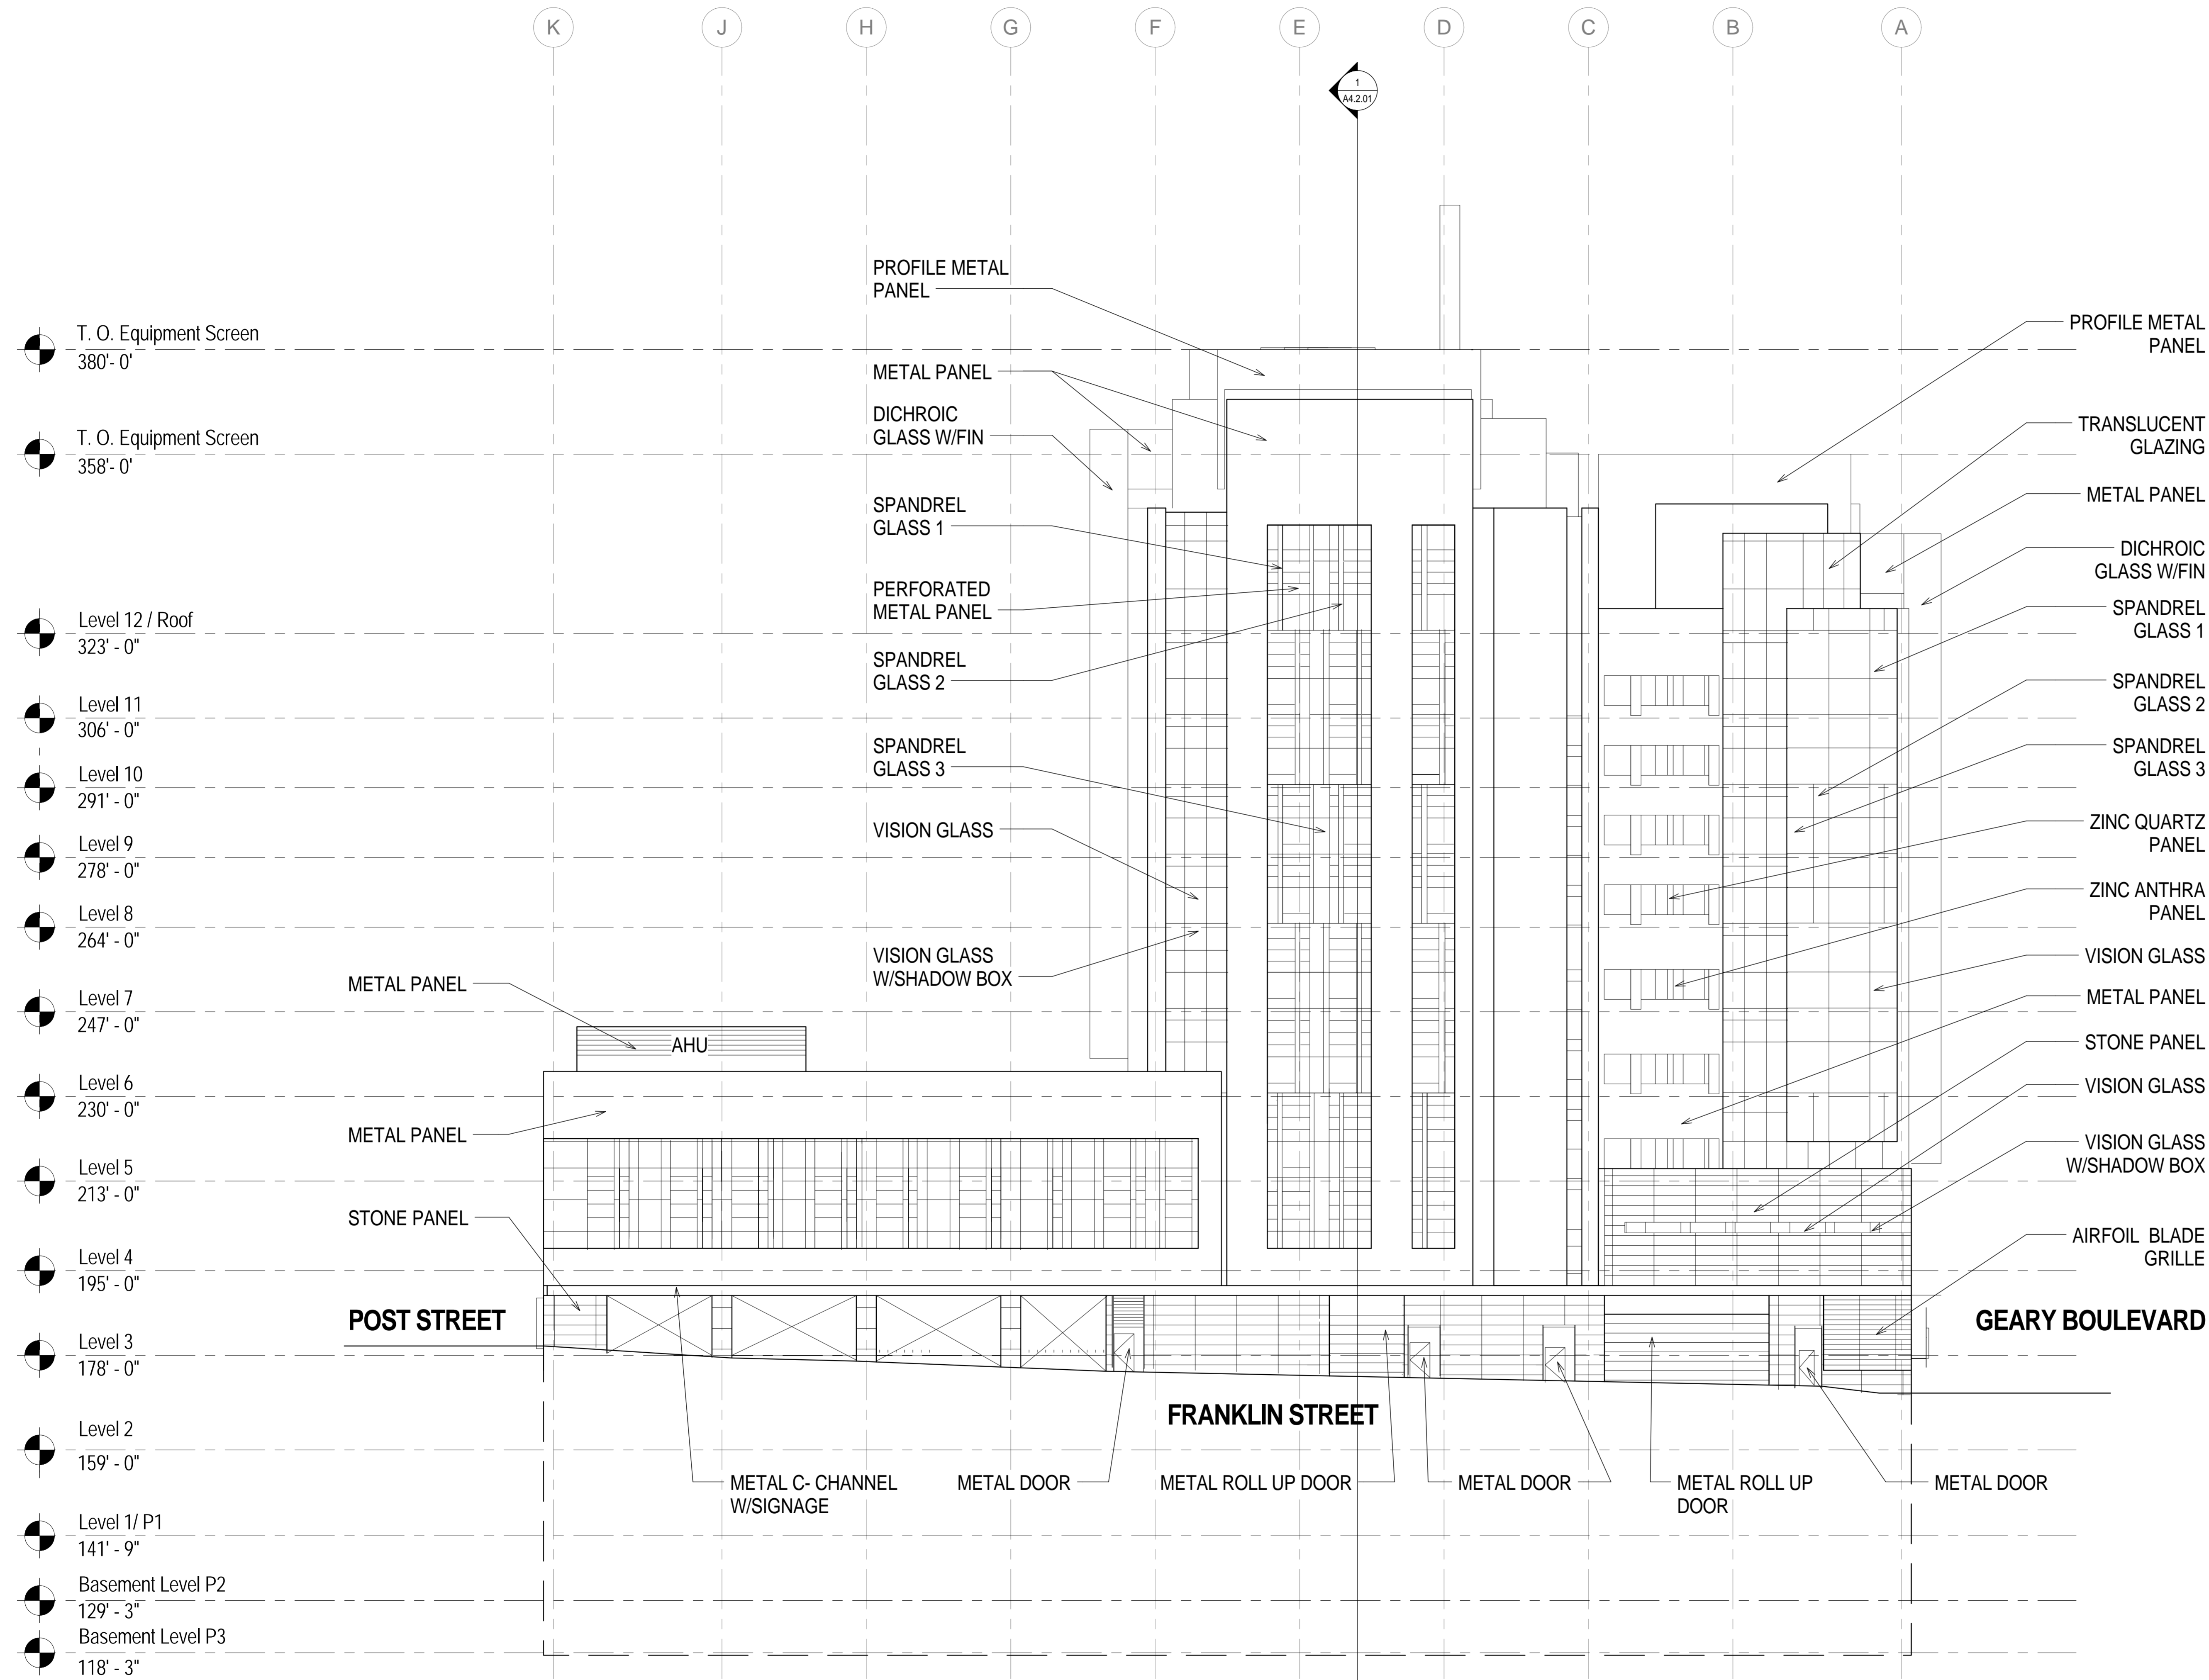 K
J
H
G
F
E
D
C
B
A
1
A4.2.01
T. O. Equipment Screen
380'- 0'
T. O. Equipment Screen
358'- 0'
Level 12 / Roof
323' - 0"
Level 11
306' - 0"
Level 10
291' - 0"
Level 9
278' - 0"
Level 8
264' - 0"
Level 7
247' - 0"
Level 6
230' - 0"
Level 5
213' - 0"
Level 4
195' - 0"
Level 3
178' - 0"
Level 2
159' - 0"
Level 1/ P1
141' - 9"
Basement Level P2
129' - 3"
Basement Level P3
118' - 3"
METAL PANEL
AHU
METAL PANEL
STONE PANEL
POST STREET
PROFILE METAL
PANEL
METAL PANEL
DICHROIC
GLASS W/FIN
SPANDREL
GLASS 1
PERFORATED
METAL PANEL
SPANDREL
GLASS 2
SPANDREL
GLASS 3
VISION GLASS
VISION GLASS
W/SHADOW BOX
PROFILE METAL
PANEL
TRANSLUCENT
GLAZING
METAL PANEL
DICHROIC
GLASS W/FIN
SPANDREL
GLASS 1
SPANDREL
GLASS 2
SPANDREL
GLASS 3
ZINC QUARTZ
PANEL
ZINC ANTHRA
PANEL
VISION GLASS
METAL PANEL
STONE PANEL
VISION GLASS
VISION GLASS
W/SHADOW BOX
AIRFOIL BLADE
GRILLE
GEARY BOULEVARD
FRANKLIN STREET
METAL C- CHANNEL
W/SIGNAGE
METAL DOOR
METAL ROLL UP DOOR
METAL DOOR
METAL ROLL UP
DOOR
METAL DOOR